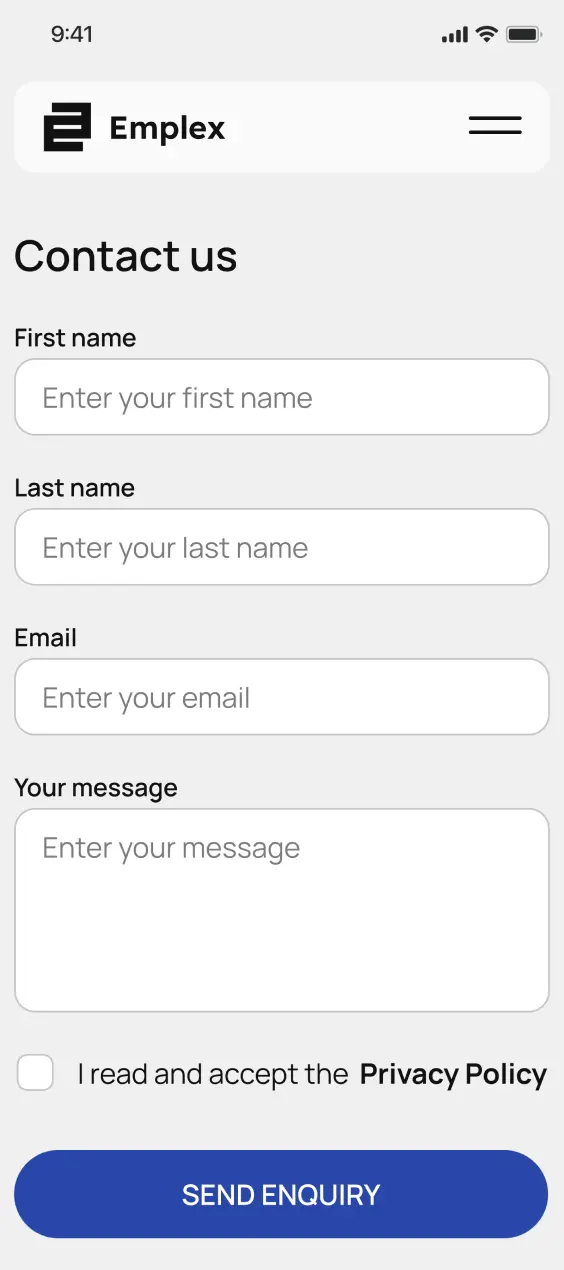 9:41
Emplex
Contact us
First name
Enter your first name
Last name
Enter your last name
Email
Enter your email
Your message
Enter your message
I read and accept the Privacy Policy
SEND ENQUIRY